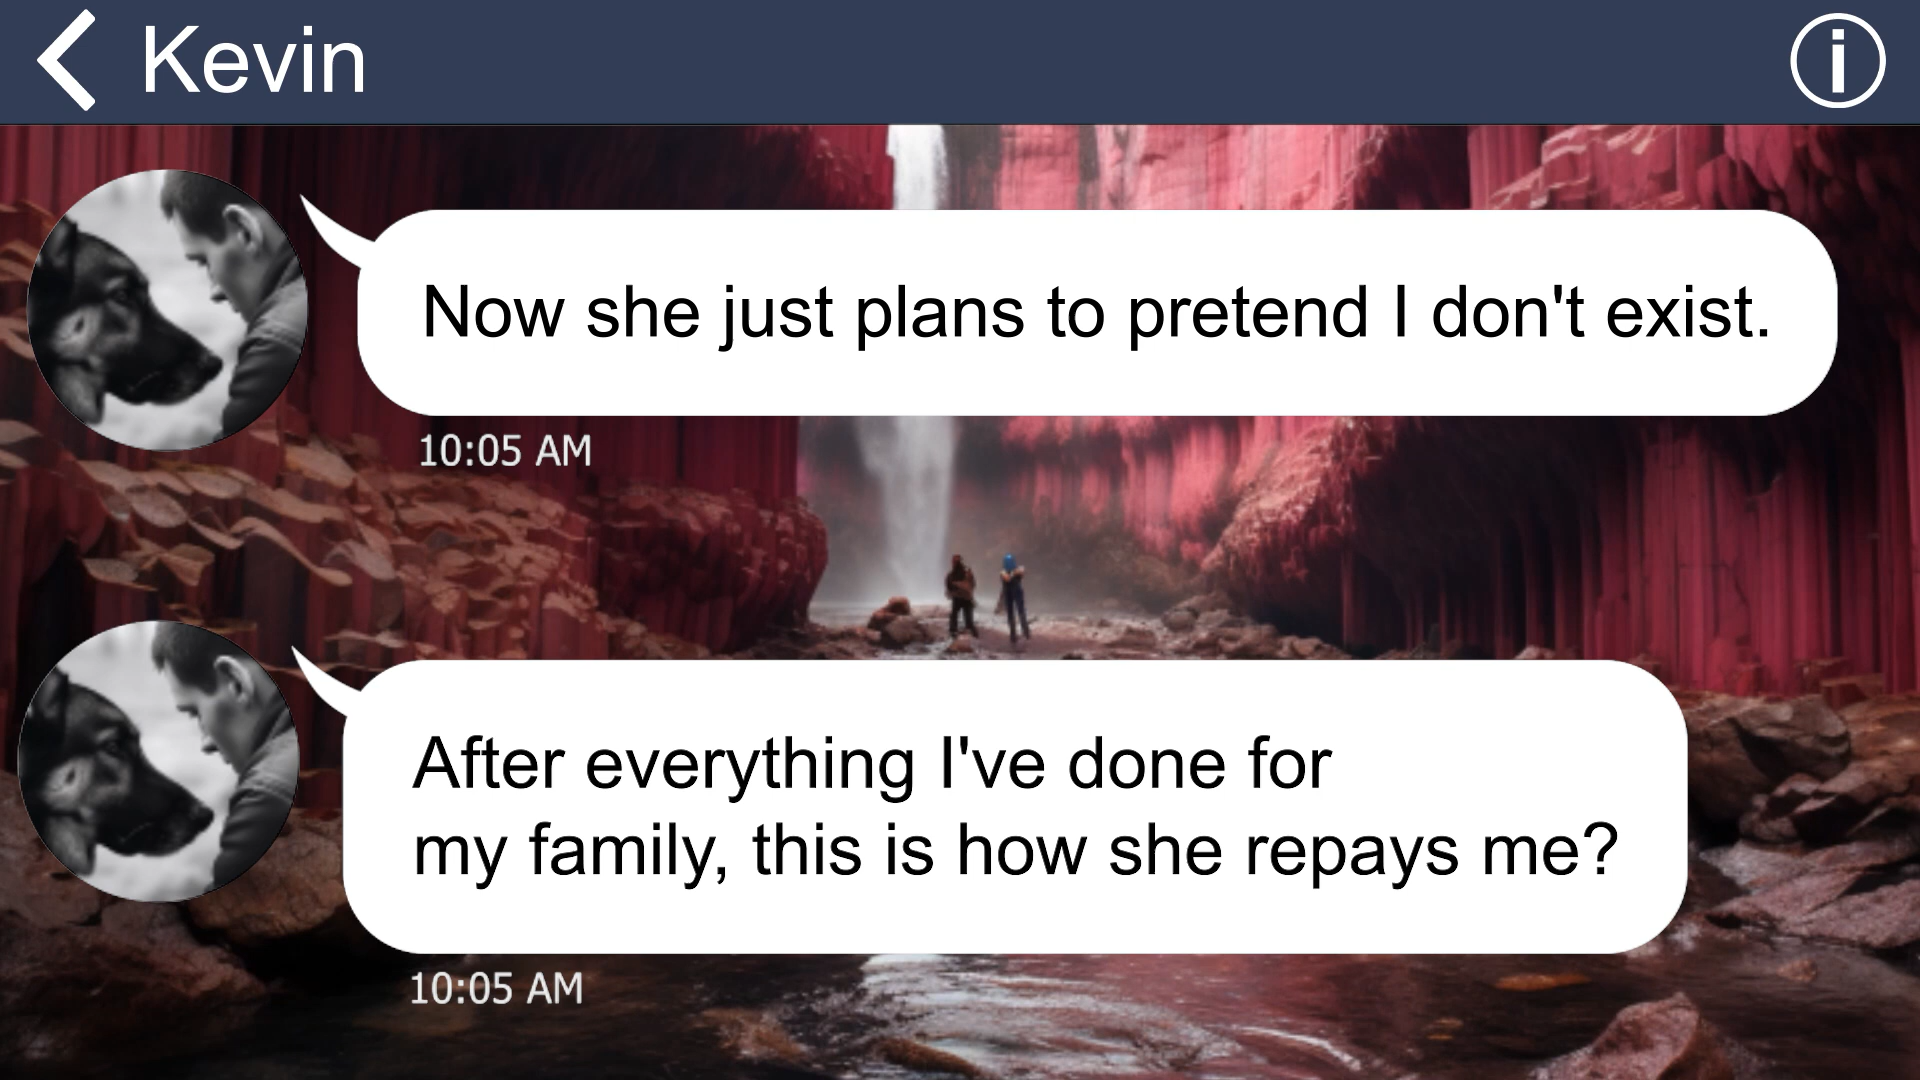 Kevin
Now she just plans to pretend I don't exist.
10:05 AM
After everything I've done for
my family, this is how she repays me?
10:05 AM